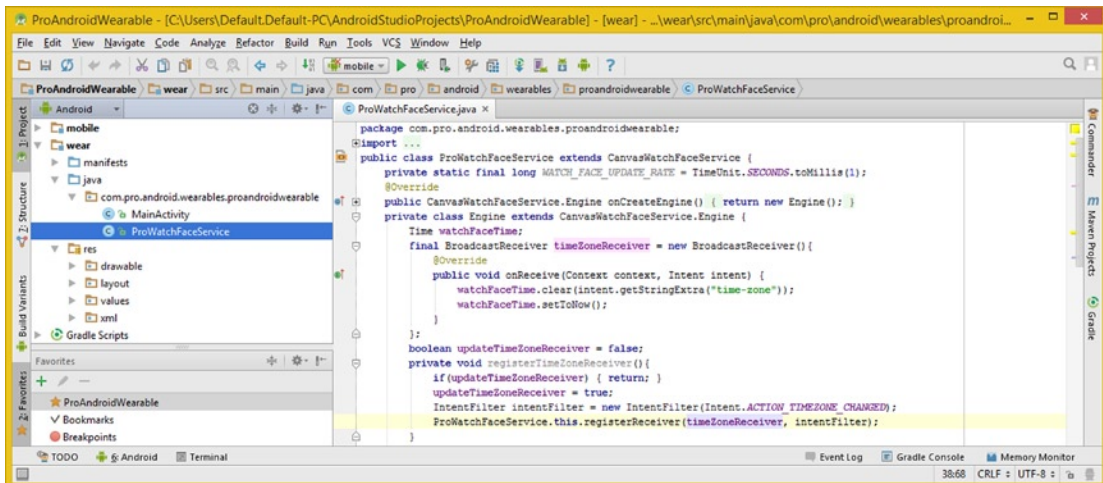 ProAndroidWearable - [C:\Users\Default.Default-PC\AndroidStudioProjects\ProAndroidWearable] - [wear] - ...\wear\src\main\java\com\pro\android\wearables\proandroi...
File Edit View Navigate Code Analyze Refactor Build Run Tools VCS Window Help
mobile
ProAndroidWearable wear src main java com pro android wearables proandroidwearable ProWatchFaceService
1: Project
2: Structure
Build Variants
2: Favorites
Android
mobile
wear
manifests
java
com.pro.android.wearables.proandroidwearable
MainActivity
ProWatchFaceService
res
drawable
layout
values
xml
Gradle Scripts
Favorites
ProAndroidWearable
Bookmarks
Breakpoints
ProWatchFaceService.java
package com.pro.android.wearables.proandroidwearable;
import ...
public class ProWatchFaceService extends CanvasWatchFaceService {
private static final long WATCH_FACE_UPDATE_RATE = TimeUnit.SECONDS.toMillis(1);
@Override
public CanvasWatchFaceService.Engine onCreateEngine() { return new Engine(); }
private class Engine extends CanvasWatchFaceService.Engine {
Time watchFaceTime;
final BroadcastReceiver timeZoneReceiver = new BroadcastReceiver(){
@Override
public void onReceive(Context context, Intent intent) {
watchFaceTime.clear(intent.getStringExtra("time-zone"));
watchFaceTime.setToNow();
}
};
boolean updateTimeZoneReceiver = false;
private void registerTimeZoneReceiver(){
if(updateTimeZoneReceiver) { return; }
updateTimeZoneReceiver = true;
IntentFilter intentFilter = new IntentFilter(Intent.ACTION_TIMEZONE_CHANGED);
ProWatchFaceService.this.registerReceiver(timeZoneReceiver, intentFilter);
}
Commander
Maven Projects
Gradle
TODO 6: Android Terminal Event Log Gradle Console Memory Monitor
38:68 CRLF UTF-8